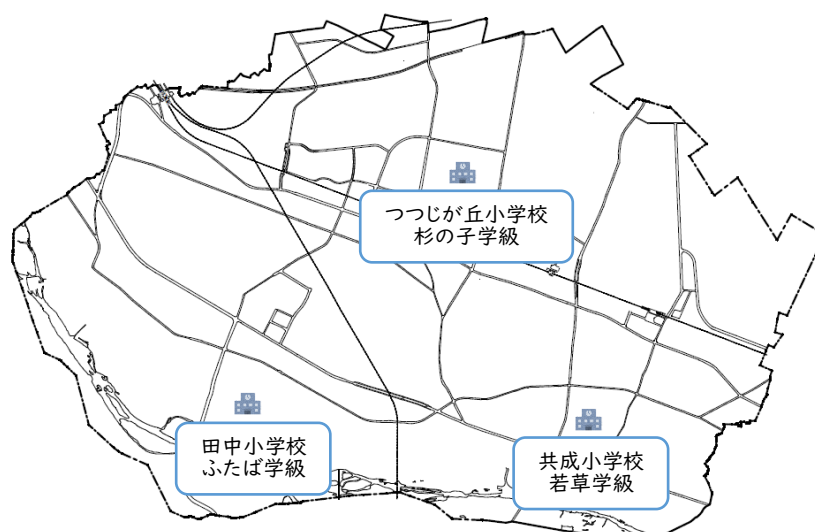 つつじが丘小学校
杉の子学級
田中小学校
ふたば学級
共成小学校
若草学級